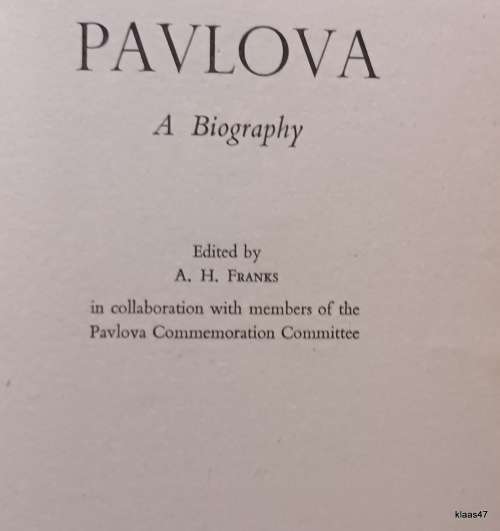 PAVLOVA
A Biography
Edited by
A. H. FRANKS
in collaboration with members of the
Pavlova Commemoration Committee
klaas47